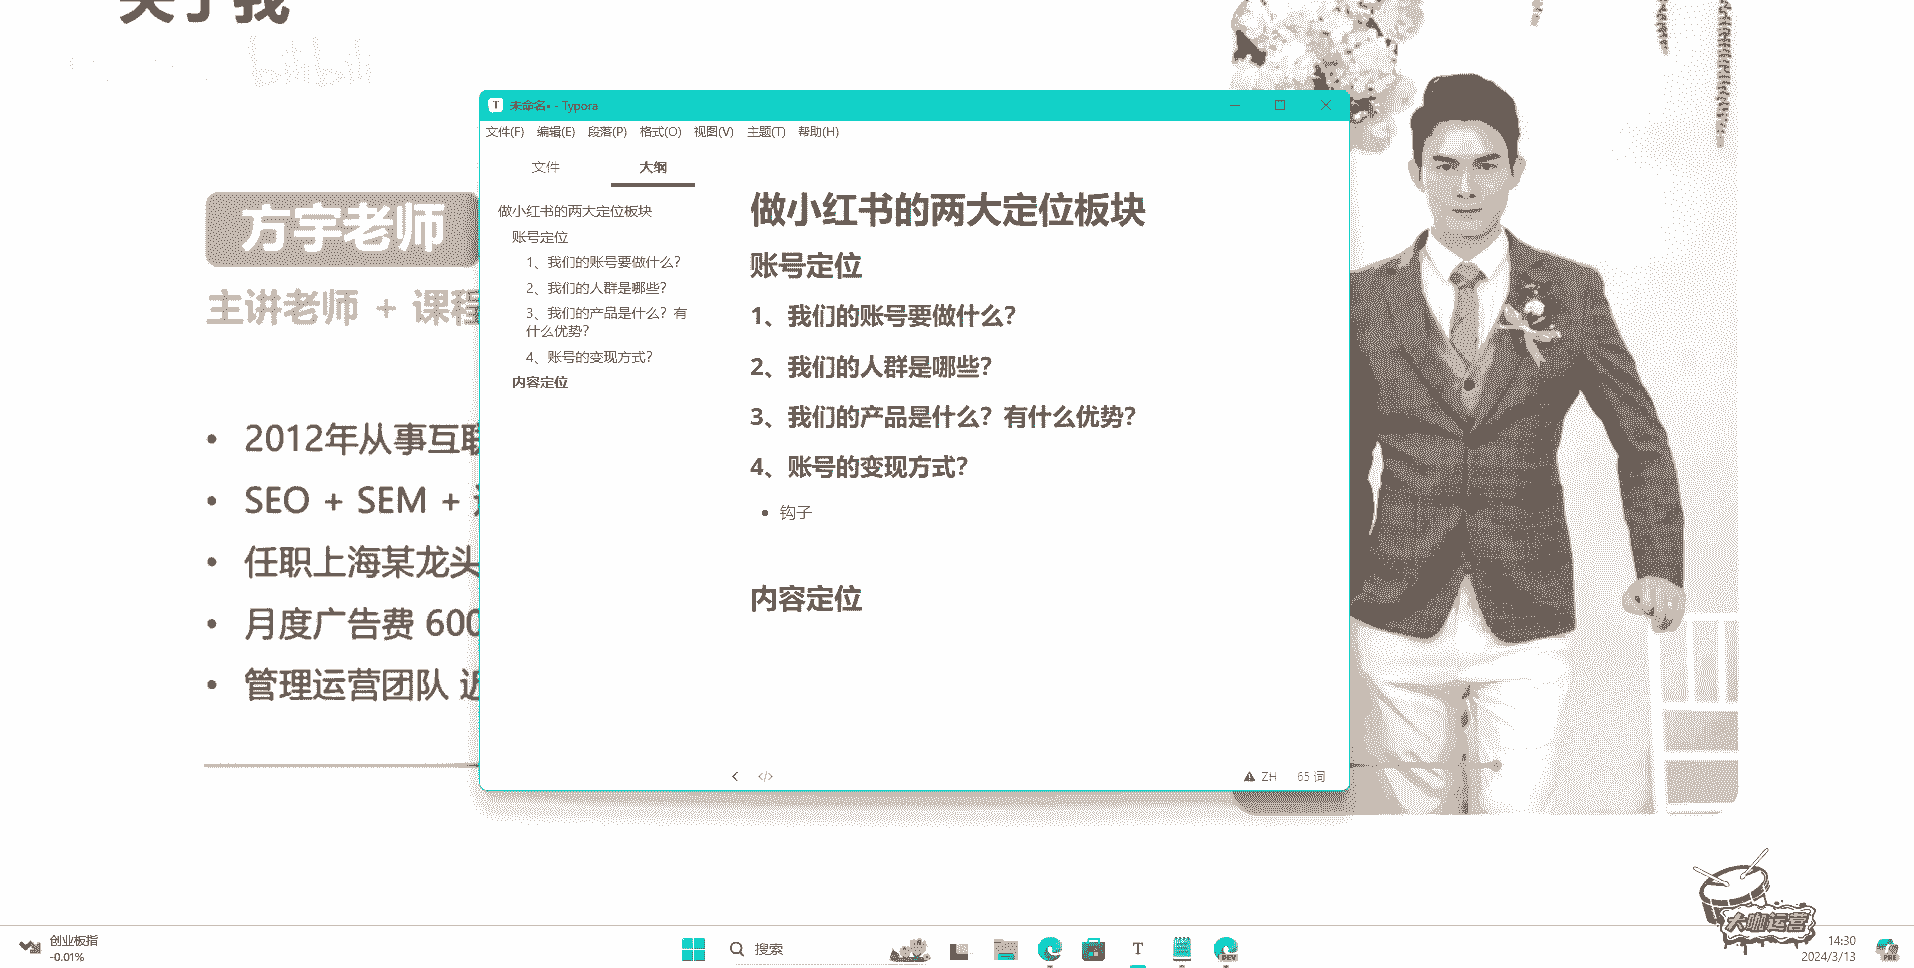 关于我
bilibili
未命名• - Typora
文件(F) 编辑(E) 段落(P) 格式(O) 视图(V) 主题(T) 帮助(H)
文件 大纲
做小红书的两大定位板块
账号定位
1、我们的账号要做什么?
2、我们的人群是哪些?
3、我们的产品是什么？有
什么优势?
4、账号的变现方式?
内容定位
做小红书的两大定位板块
账号定位
1、我们的账号要做什么?
2、我们的人群是哪些?
3、我们的产品是什么？有什么优势?
4、账号的变现方式?
• 钩子
内容定位
ZH 65 词
方宇老师
主讲老师 + 课程
• 2012年从事互联
• SEO + SEM +
• 任职上海某龙头
• 月度广告费 600
• 管理运营团队 近
大咖运营
创业板指
-0.01%
搜索
T
DEV
14:30
2024/3/13
PRE